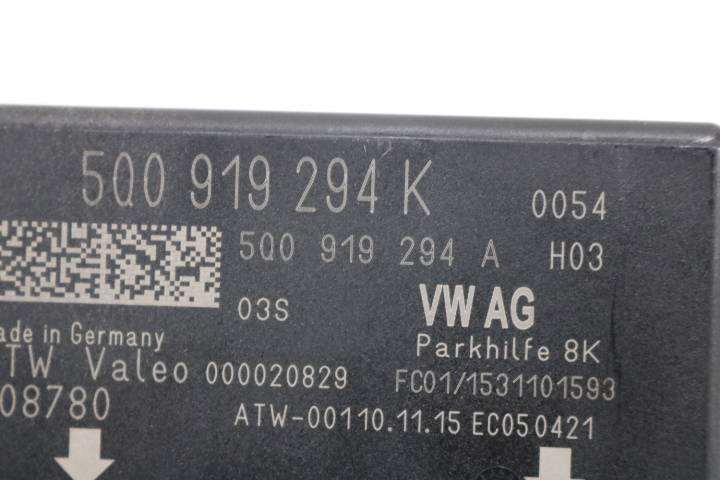 5Q0 919 294 K 0054
5Q0 919 294 A H03
03S VW AG
ade in Germany Parkhilfe 8K
TW Valeo 000020829 FC01/1531101593
08780 ATW-00110.11.15 EC050421